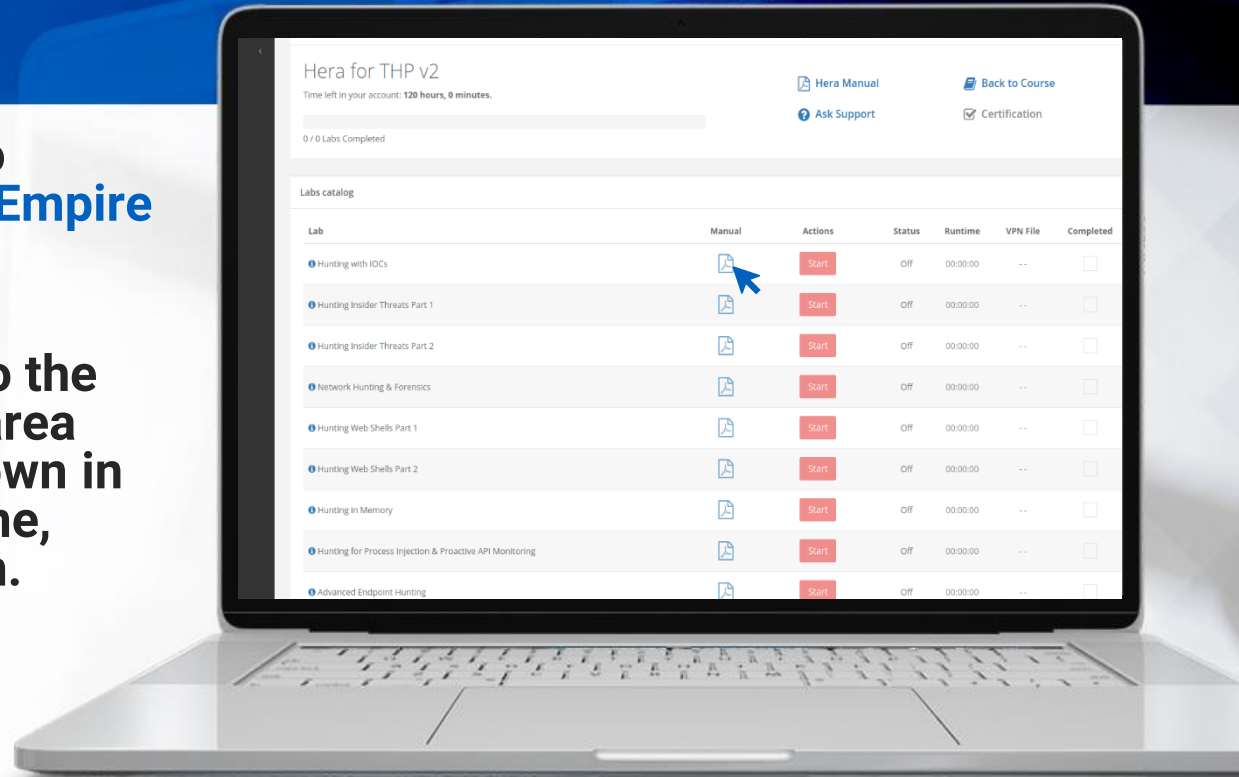 Empire
o the
area
own in
ne,
n.
Hera for THP v2
Time left in your account: 120 hours, 0 minutes.
0 / 0 Labs Completed
Hera Manual
Back to Course
Ask Support
Certification
Labs catalog
Lab Manual Actions Status Runtime VPN File Completed
Hunting with IOCs Start Off 00:00:00 --
Hunting Insider Threats Part 1 Start Off 00:00:00 --
Hunting Insider Threats Part 2 Start Off 00:00:00 --
Network Hunting & Forensics Start Off 00:00:00 --
Hunting Web Shells Part 1 Start Off 00:00:00 --
Hunting Web Shells Part 2 Start Off 00:00:00 --
Hunting in Memory Start Off 00:00:00 --
Hunting for Process Injection & Proactive API Monitoring Start Off 00:00:00 --
Advanced Endpoint Hunting Start Off 00:00:00 --